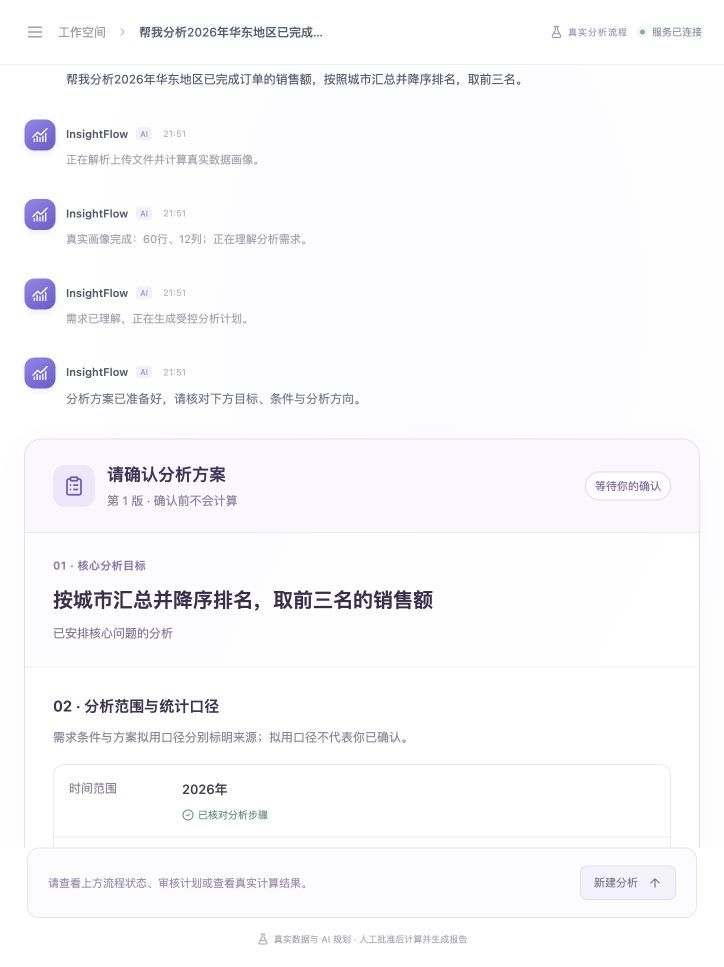 工作空间 > 帮我分析2026年华东地区已完成... 真实分析流程 服务已连接
帮我分析2026年华东地区已完成订单的销售额，按照城市汇总并降序排名，取前三名。
InsightFlow AI 21:51
正在解析上传文件并计算真实数据画像。
InsightFlow AI 21:51
真实画像完成：60行、12列；正在理解分析需求。
InsightFlow AI 21:51
需求已理解，正在生成受控分析计划。
InsightFlow AI 21:51
分析方案已准备好，请核对下方目标、条件与分析方向。
请确认分析方案
第 1 版 · 确认前不会计算
等待你的确认
01 · 核心分析目标
按城市汇总并降序排名，取前三名的销售额
已安排核心问题的分析
02 · 分析范围与统计口径
需求条件与方案拟用口径分别标明来源；拟用口径不代表你已确认。
时间范围 2026年
已核对分析步骤
请查看上方流程状态、审核计划或查看真实计算结果。
新建分析
真实数据与 AI 规划 · 人工批准后计算并生成报告